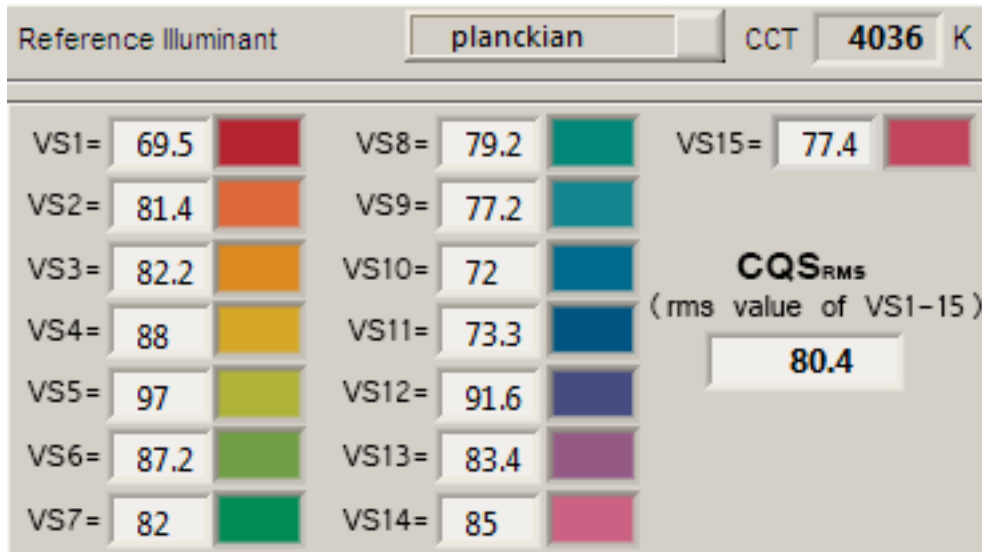 Reference Illuminant planckian CCT 4036 K
VS1= 69.5 VS8= 79.2 VS15= 77.4
VS2= 81.4 VS9= 77.2
VS3= 82.2 VS10= 72 CQSRMS
VS4= 88 VS11= 73.3 (rms value of VS1-15)
VS5= 97 VS12= 91.6 80.4
VS6= 87.2 VS13= 83.4
VS7= 82 VS14= 85